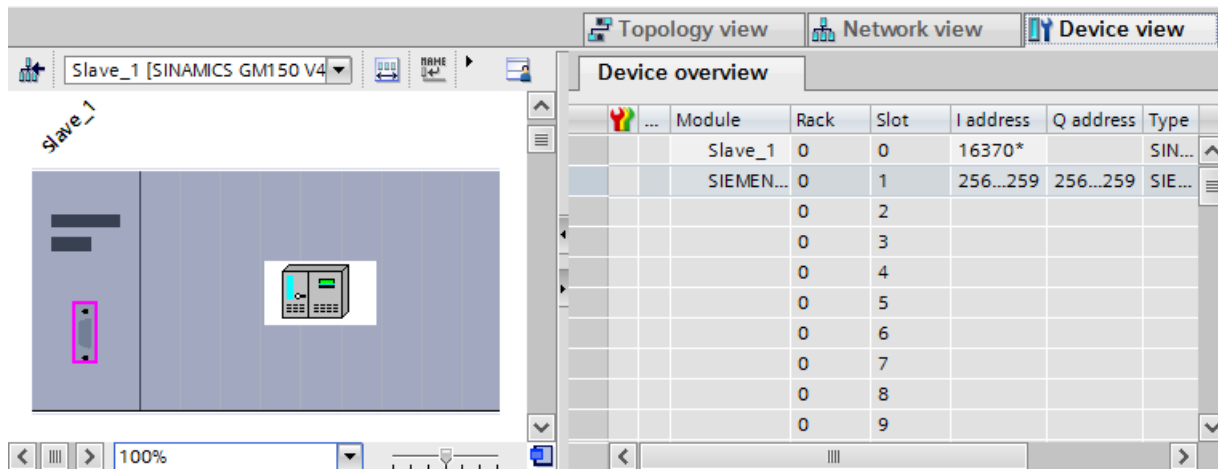 Topology view Network view Device view
Slave_1 [SINAMICS GM150 V4
NAME
Device overview
Slave_1
... Module Rack Slot I address Q address Type
Slave_1 0 0 16370* SIN...
SIEMEN... 0 1 256...259 256...259 SIE...
0 2
0 3
0 4
0 5
0 6
0 7
0 8
0 9
100%